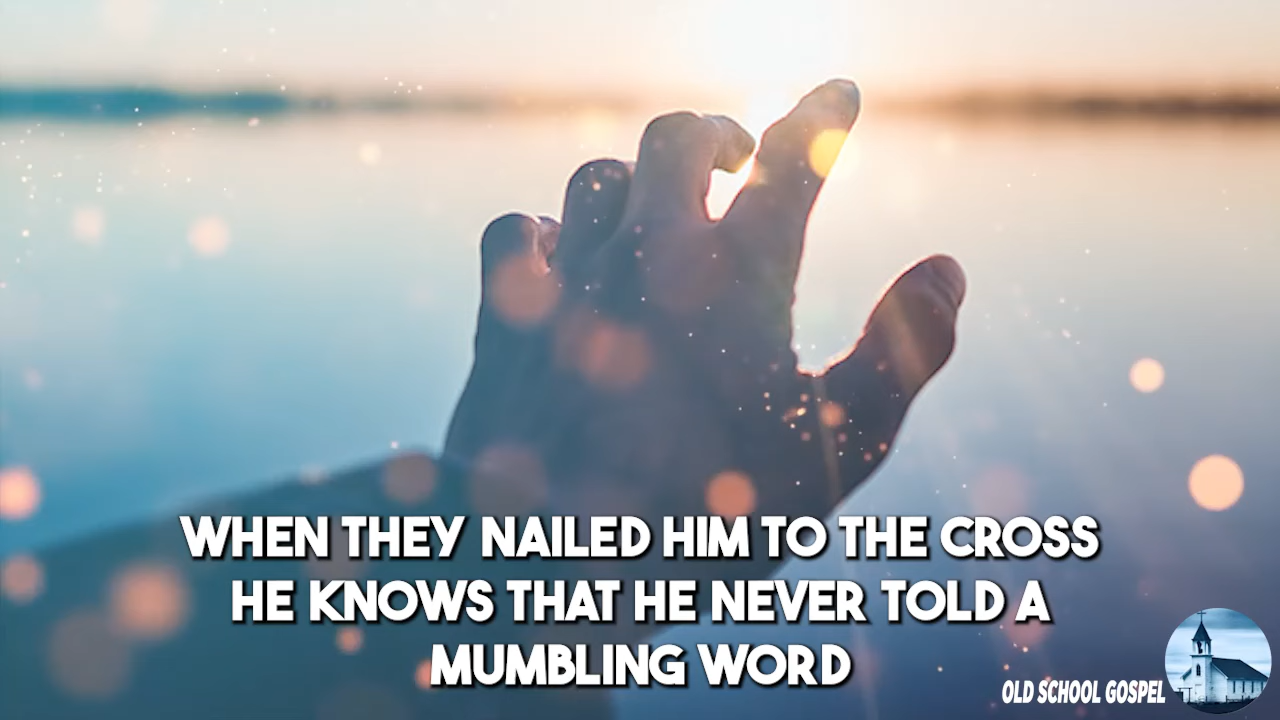 WHEN THEY NAILED HIM TO THE CROSS
HE KNOWS THAT HE NEVER TOLD A
MUMBLING WORD
OLD SCHOOL GOSPEL